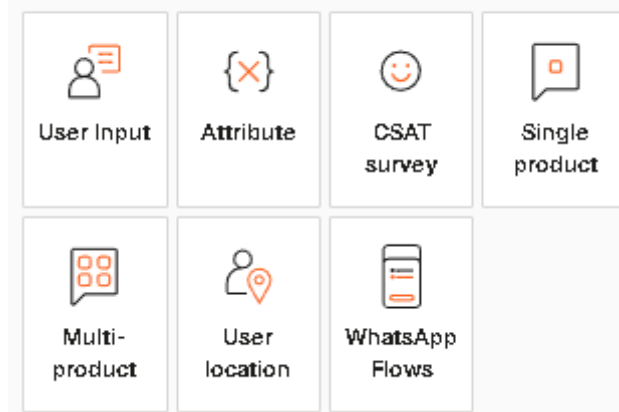 User Input
Attribute
CSAT
survey
Single
product
Multi-
product
User
location
WhatsApp
Flows